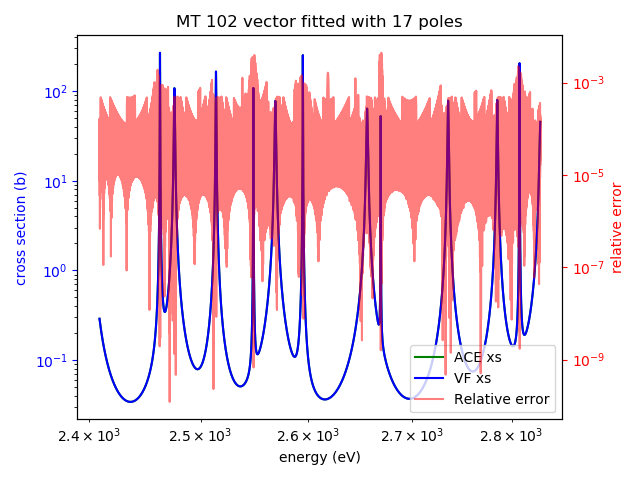 MT 102 vector fitted with 17 poles
cross section (b)
10²
10¹
10⁰
10⁻¹
10⁻³
10⁻⁵
10⁻⁷
10⁻⁹
relative error
ACE xs
VF xs
Relative error
2.4 × 10³ 2.5 × 10³ 2.6 × 10³ 2.7 × 10³ 2.8 × 10³
energy (eV)